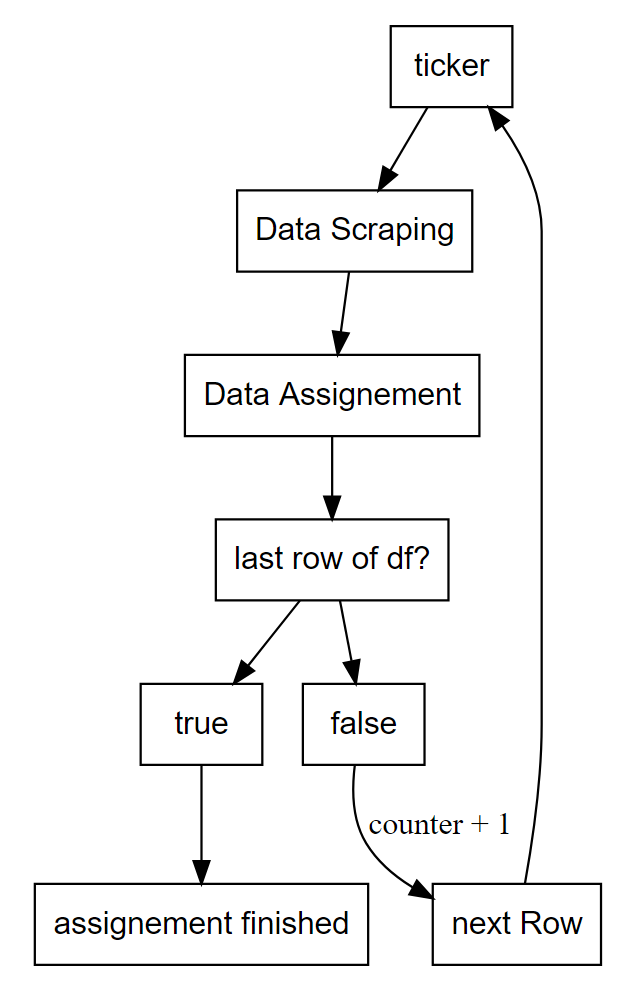 ticker
Data Scraping
Data Assignement
last row of df?
true
false
counter + 1
assignement finished
next Row